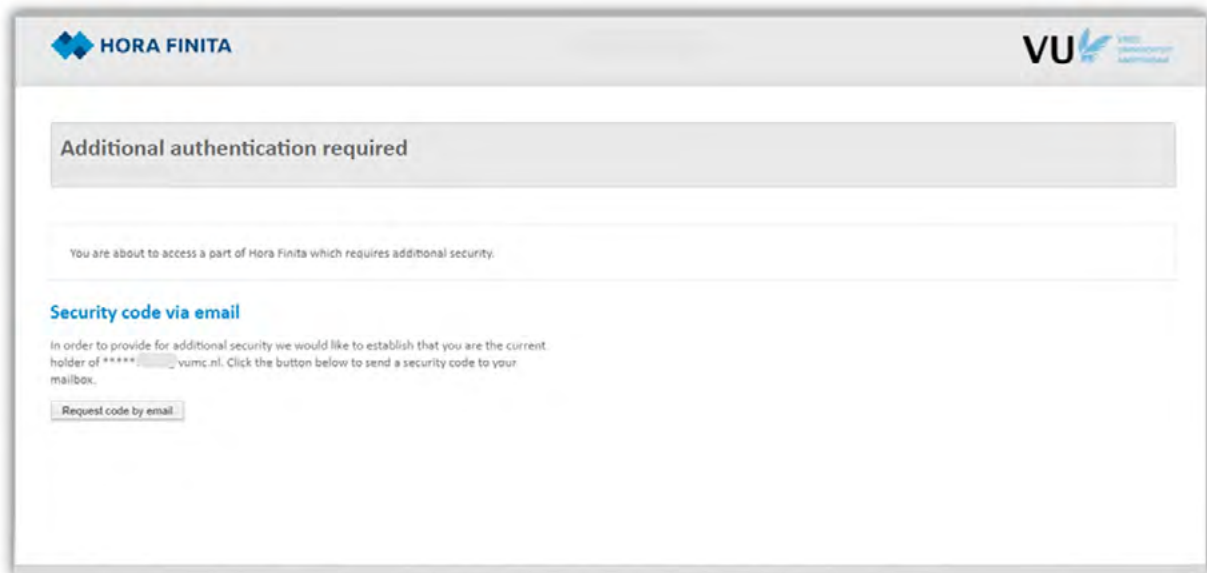 HORA FINITA
VU
VRIJE
UNIVERSITEIT
AMSTERDAM
Additional authentication required
You are about to access a part of Hora Finita which requires additional security.
Security code via email
In order to provide for additional security we would like to establish that you are the current
holder of ***** vumc.nl. Click the button below to send a security code to your
mailbox.
Request code by email